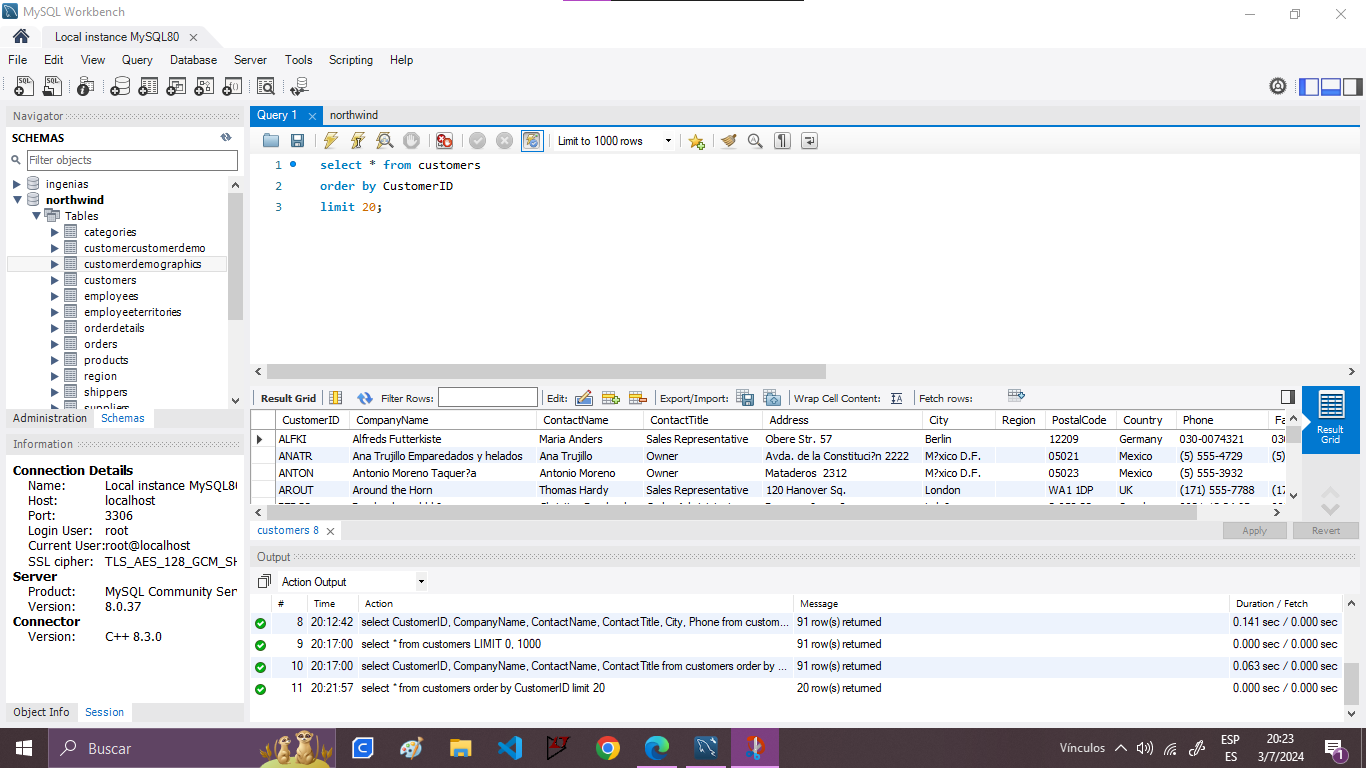 MySQL Workbench
Local instance MySQL80
File Edit View Query Database Server Tools Scripting Help
Navigator
SCHEMAS
Filter objects
ingenias
northwind
Tables
categories
customercustomerdemo
customerdemographics
customers
employees
employeeterritories
orderdetails
orders
products
region
shippers
suppliers
Administration Schemas
Information
Connection Details
Name: Local instance MySQL80
Host: localhost
Port: 3306
Login User: root
Current User:root@localhost
SSL cipher: TLS_AES_128_GCM_SH
Server
Product: MySQL Community Serv
Version: 8.0.37
Connector
Version: C++ 8.3.0
Object Info Session
Query 1 northwind
Limit to 1000 rows
1 select * from customers
2 order by CustomerID
3 limit 20;
Result Grid Filter Rows: Edit: Export/Import: Wrap Cell Content: Fetch rows:
CustomerID CompanyName ContactName ContactTitle Address City Region PostalCode Country Phone Fa
ALFKI Alfreds Futterkiste Maria Anders Sales Representative Obere Str. 57 Berlin 12209 Germany 030-0074321 030
ANATR Ana Trujillo Emparedados y helados Ana Trujillo Owner Avda. de la Constituci?n 2222 M?xico D.F. 05021 Mexico (5) 555-4729 (5)
ANTON Antonio Moreno Taquer?a Antonio Moreno Owner Mataderos 2312 M?xico D.F. 05023 Mexico (5) 555-3932
AROUT Around the Horn Thomas Hardy Sales Representative 120 Hanover Sq. London WA1 1DP UK (171) 555-7788 (17
Result
Grid
customers 8
Apply Revert
Output
Action Output
# Time Action Message Duration / Fetch
8 20:12:42 select CustomerID, CompanyName, ContactName, ContactTitle, City, Phone from custom... 91 row(s) returned 0.141 sec / 0.000 sec
9 20:17:00 select * from customers LIMIT 0, 1000 91 row(s) returned
10 20:17:00 select CustomerID, CompanyName, ContactName, ContactTitle from customers order by ... 91 row(s) returned 0.063 sec / 0.000 sec
11 20:21:57 select * from customers order by CustomerID limit 20 20 row(s) returned 0.000 sec / 0.000 sec
Buscar
Vínculos
ESP
ES
20:23
3/7/2024
1